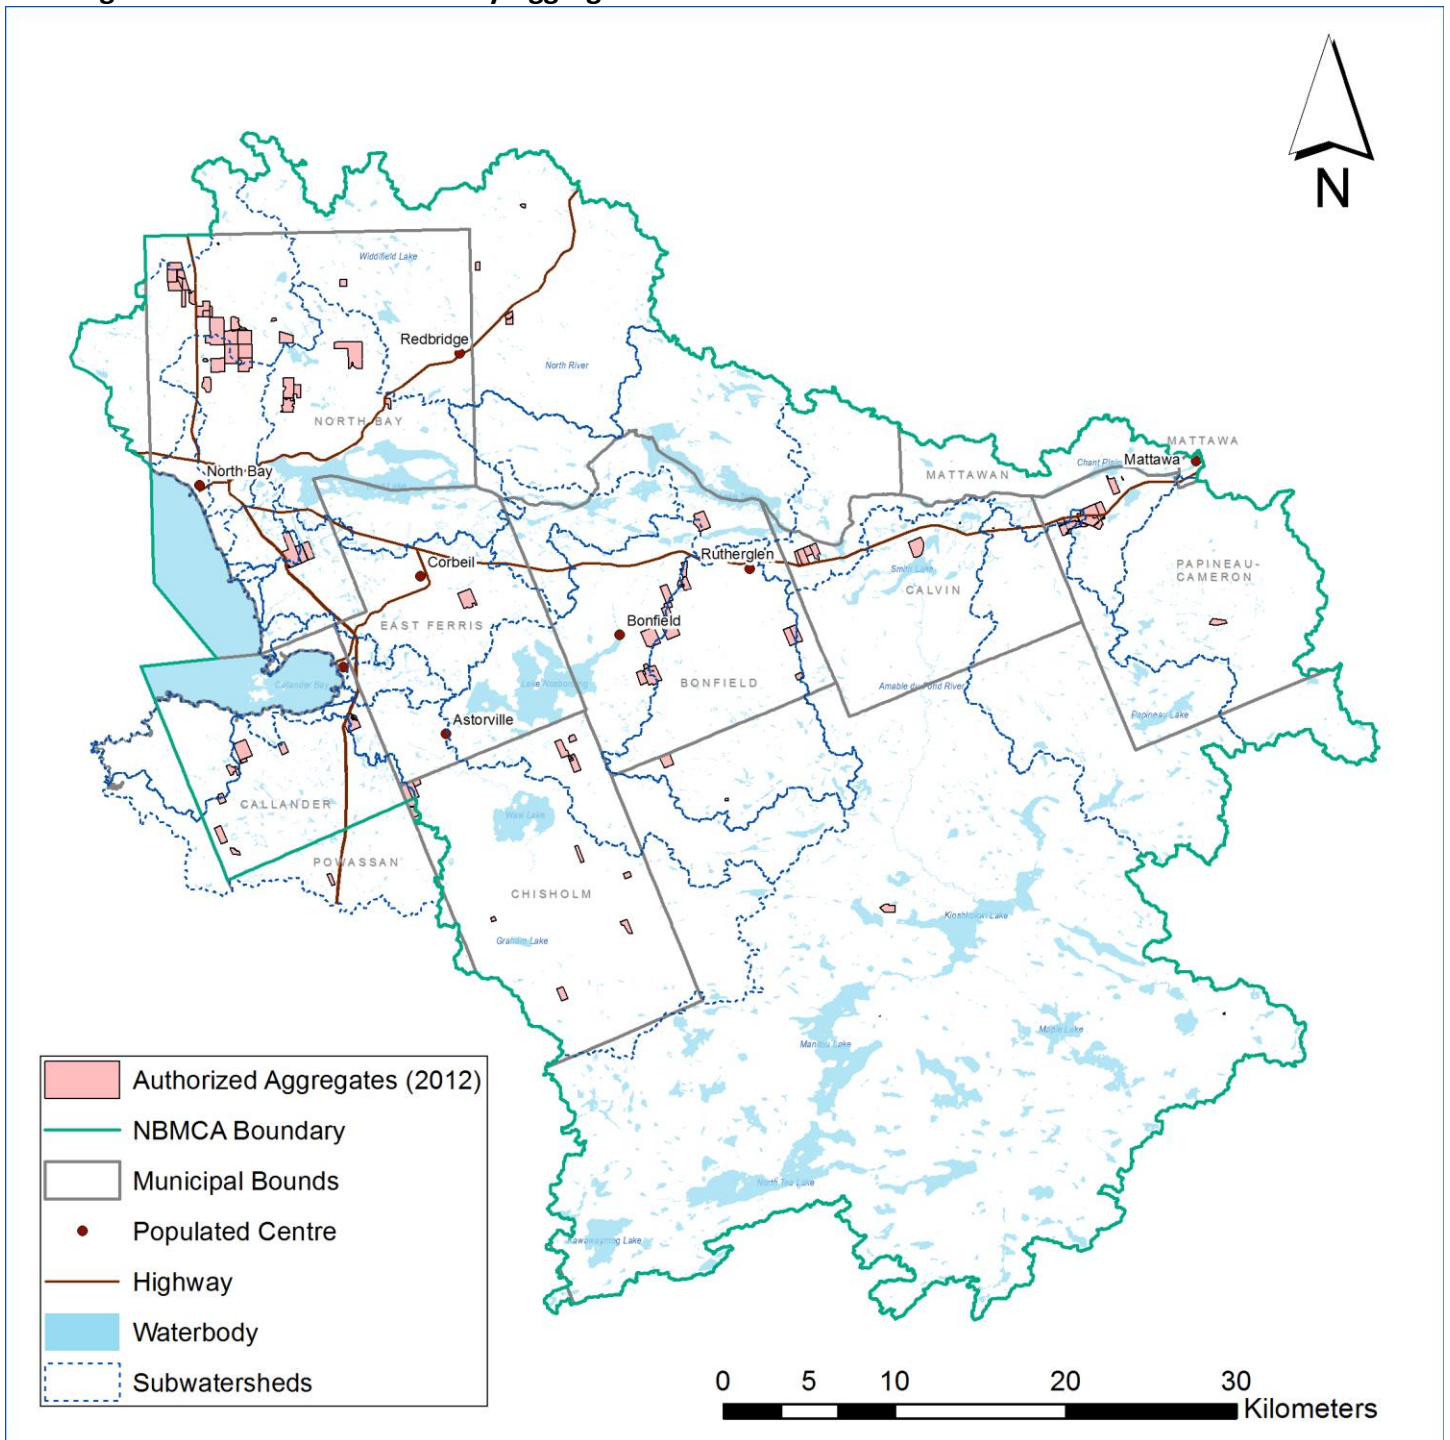 N
Widdifield Lake
Redbridge
North River
NORTH BAY
North Bay
MATTAWA
Mattawa
MATTAWAN
Corbeil
Rutherglen
Smith Lake
CALVIN
PAPINEAU-
CAMERON
EAST FERRIS
Bonfield
BONFIELD
Callander Bay
Amable du Fond River
Papineau Lake
Astorville
CALLANDER
Wasi Lake
POWASSAN
CHISHOLM
Graham Lake
Kioshkokwi Lake
Manitou Lake
Maple Lake
North Tea Lake
Authorized Aggregates (2012)
NBMCA Boundary
Municipal Bounds
Populated Centre
Highway
Waterbody
Subwatersheds
0 5 10 20 30
Kilometers